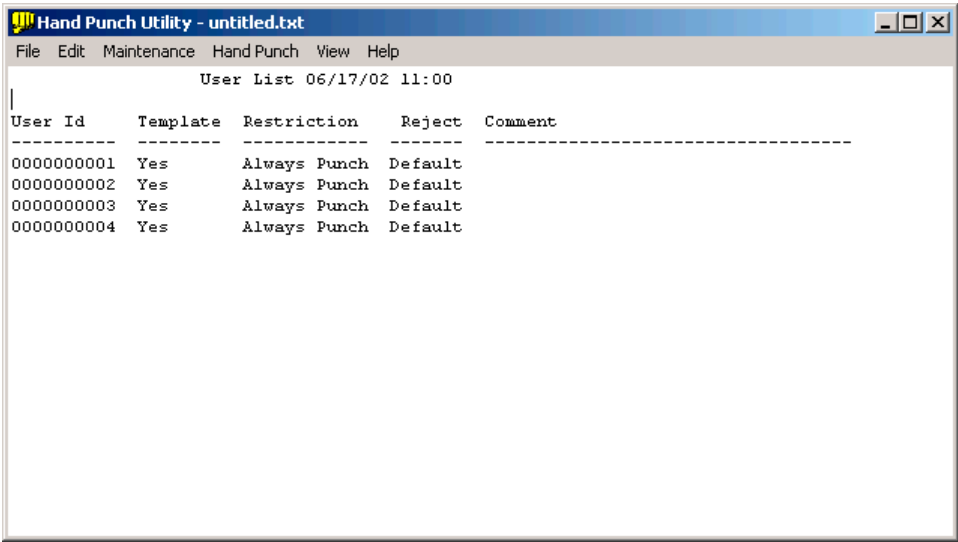 Hand Punch Utility - untitled.txt
File Edit Maintenance Hand Punch View Help
User List 06/17/02 11:00
User Id Template Restriction Reject Comment
---------- -------- ------------ ------- -----------------------------------
0000000001 Yes Always Punch Default
0000000002 Yes Always Punch Default
0000000003 Yes Always Punch Default
0000000004 Yes Always Punch Default